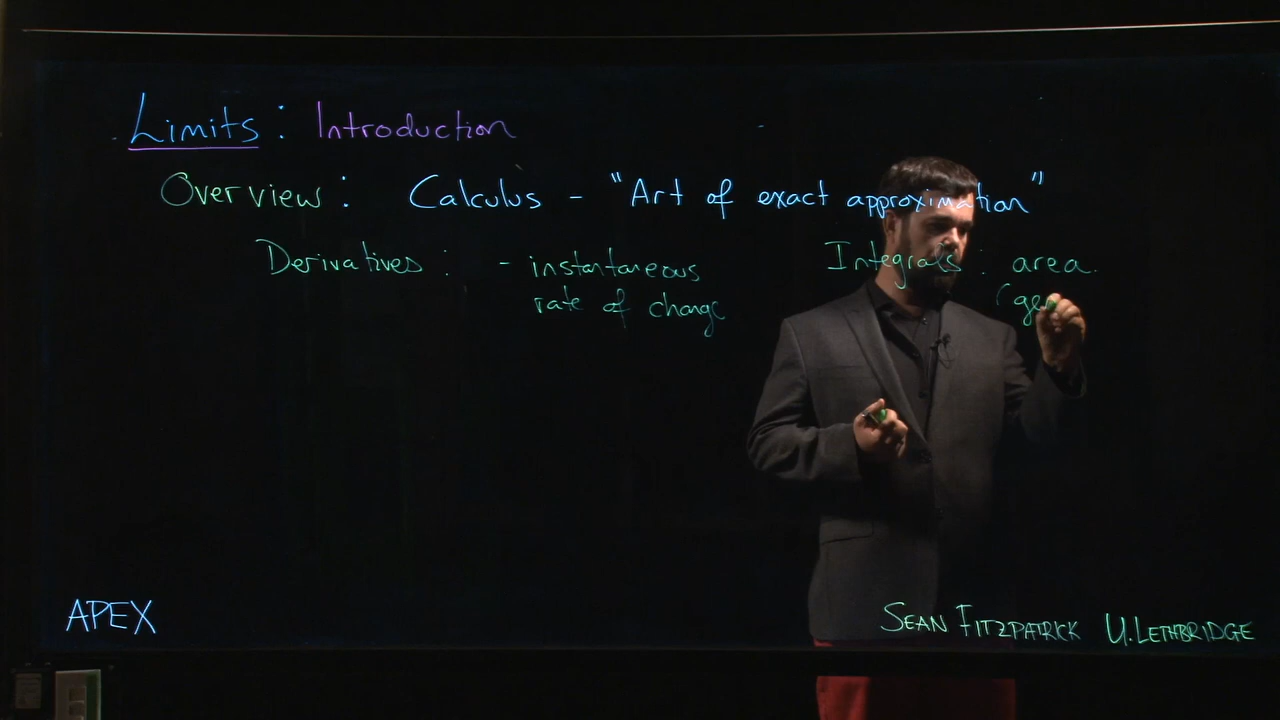 Limits: Introduction
Overview: Calculus - "Art of exact approximation"
Derivatives: - instantaneous
rate of change
Integrals: area.
(ge
APEX
SEAN FITZPATRICK U. LETHBRIDGE